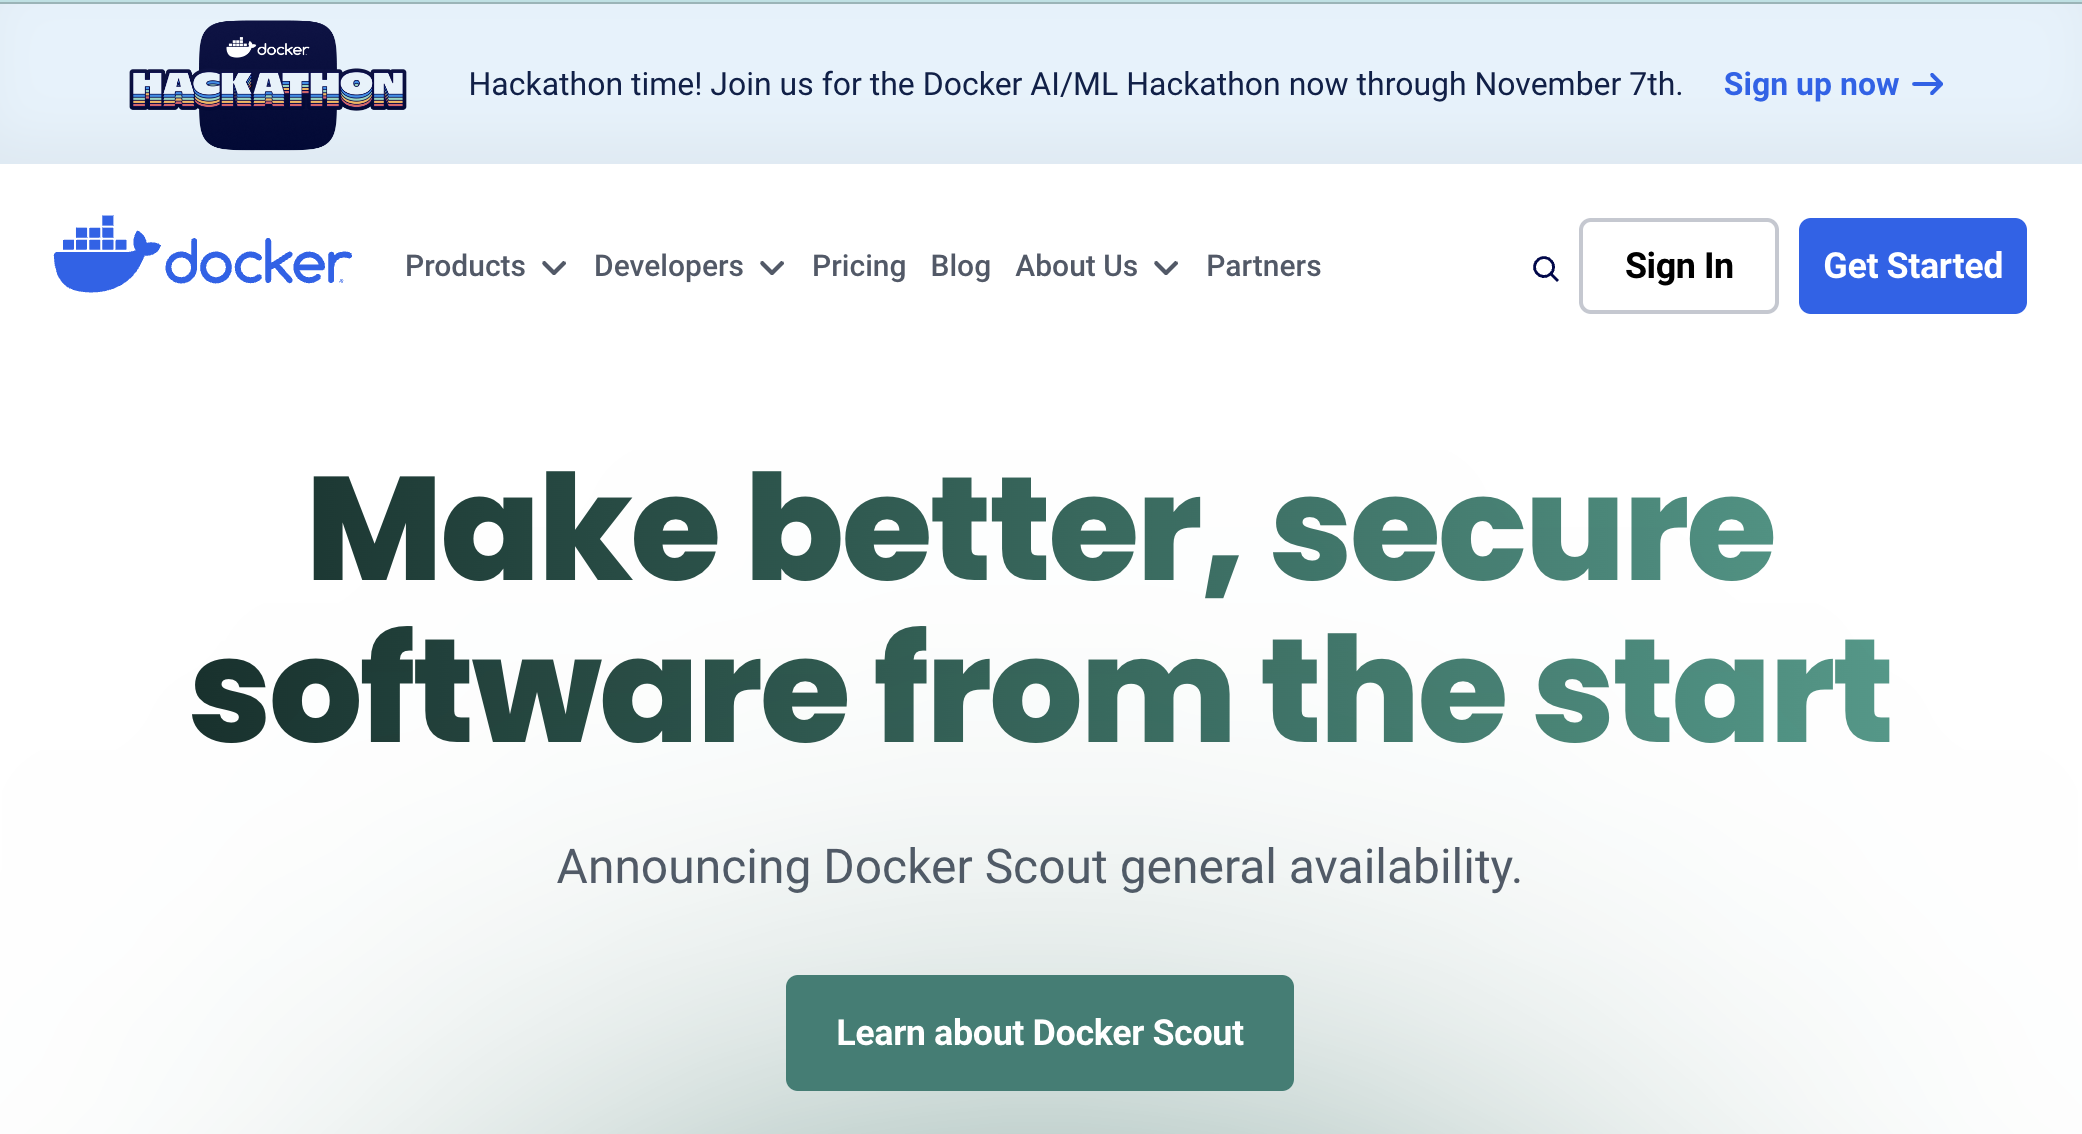 docker
HACKATHON
Hackathon time! Join us for the Docker AI/ML Hackathon now through November 7th. Sign up now
docker Products Developers Pricing Blog About Us Partners Sign In Get Started
Make better, secure
software from the start
Announcing Docker Scout general availability.
Learn about Docker Scout